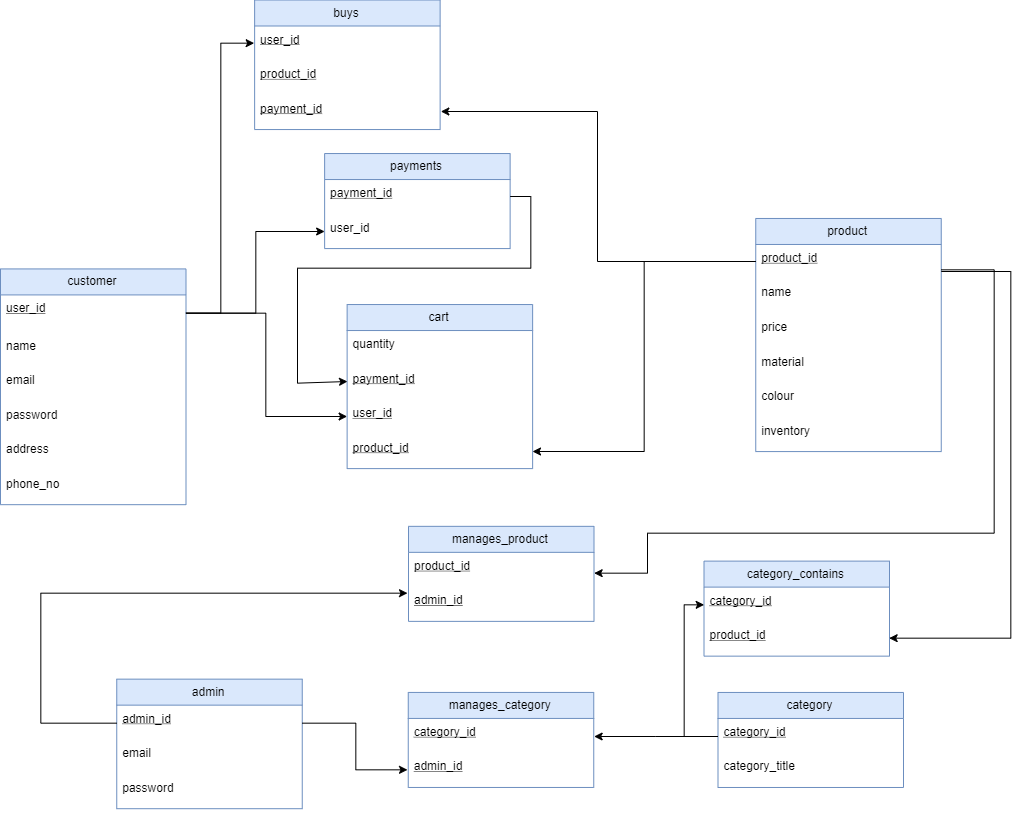 buys
user_id
product_id
payment_id
payments
payment_id
user_id
product
product_id
name
price
material
colour
inventory
customer
user_id
name
email
password
address
phone_no
cart
quantity
payment_id
user_id
product_id
manages_product
product_id
admin_id
category_contains
category_id
product_id
admin
admin_id
email
password
manages_category
category_id
admin_id
category
category_id
category_title